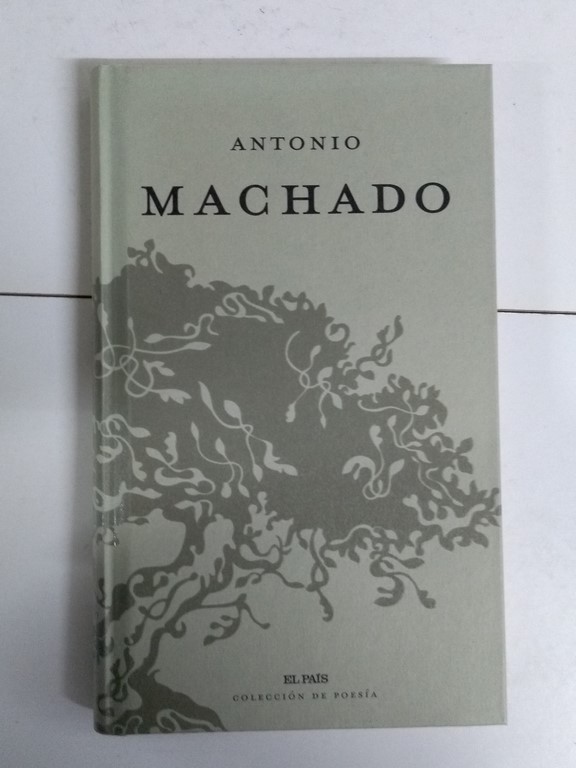 ANTONIO
MACHADO
EL PAÍS
COLECCIÓN DE POESÍA